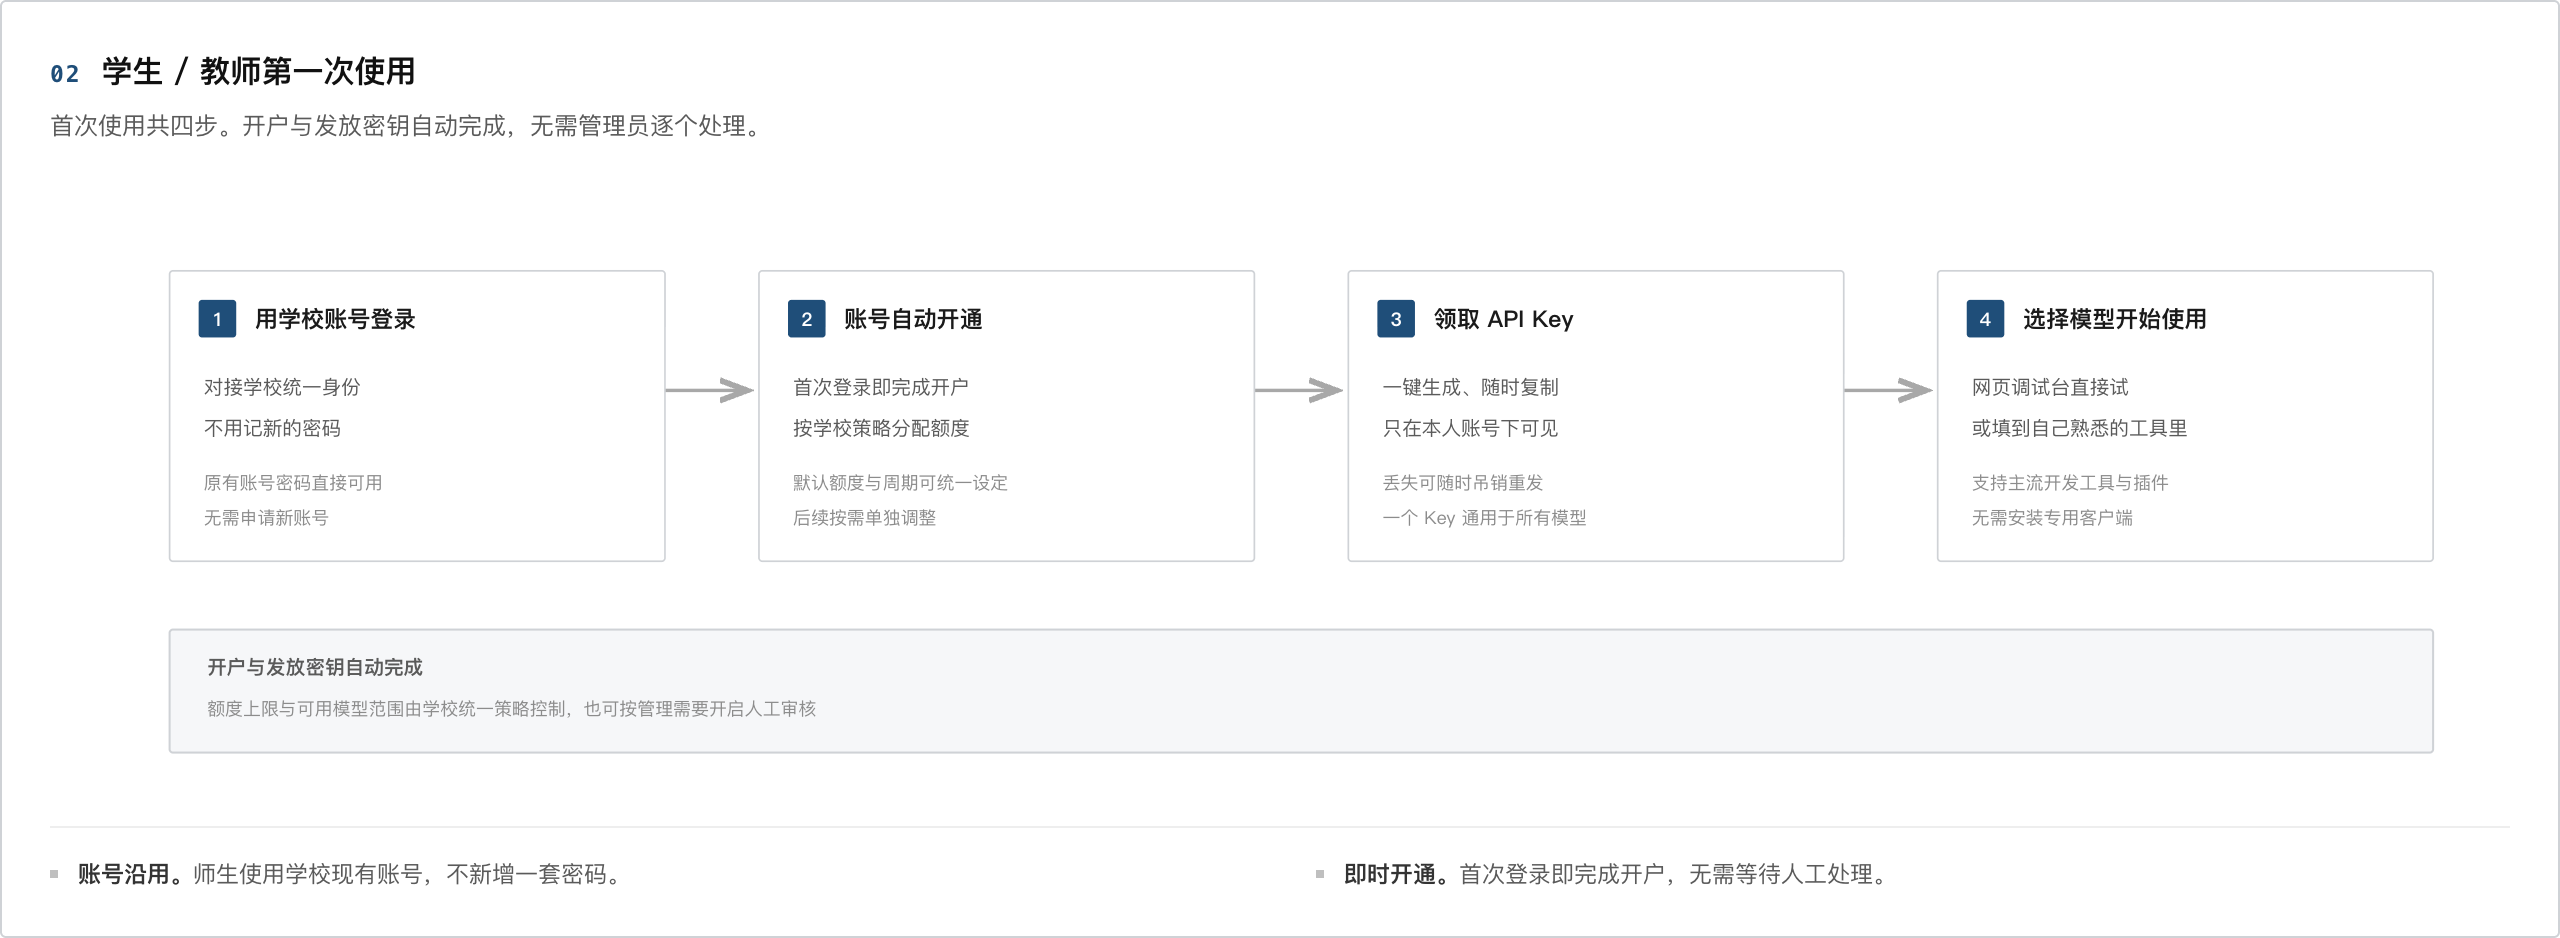 02 学生 / 教师第一次使用
首次使用共四步。开户与发放密钥自动完成，无需管理员逐个处理。
1 用学校账号登录
对接学校统一身份
不用记新的密码
原有账号密码直接可用
无需申请新账号
2 账号自动开通
首次登录即完成开户
按学校策略分配额度
默认额度与周期可统一设定
后续按需单独调整
3 领取 API Key
一键生成、随时复制
只在本人账号下可见
丢失可随时吊销重发
一个 Key 通用于所有模型
4 选择模型开始使用
网页调试台直接试
或填到自己熟悉的工具里
支持主流开发工具与插件
无需安装专用客户端
开户与发放密钥自动完成
额度上限与可用模型范围由学校统一策略控制，也可按管理需要开启人工审核
账号沿用。师生使用学校现有账号，不新增一套密码。
即时开通。首次登录即完成开户，无需等待人工处理。